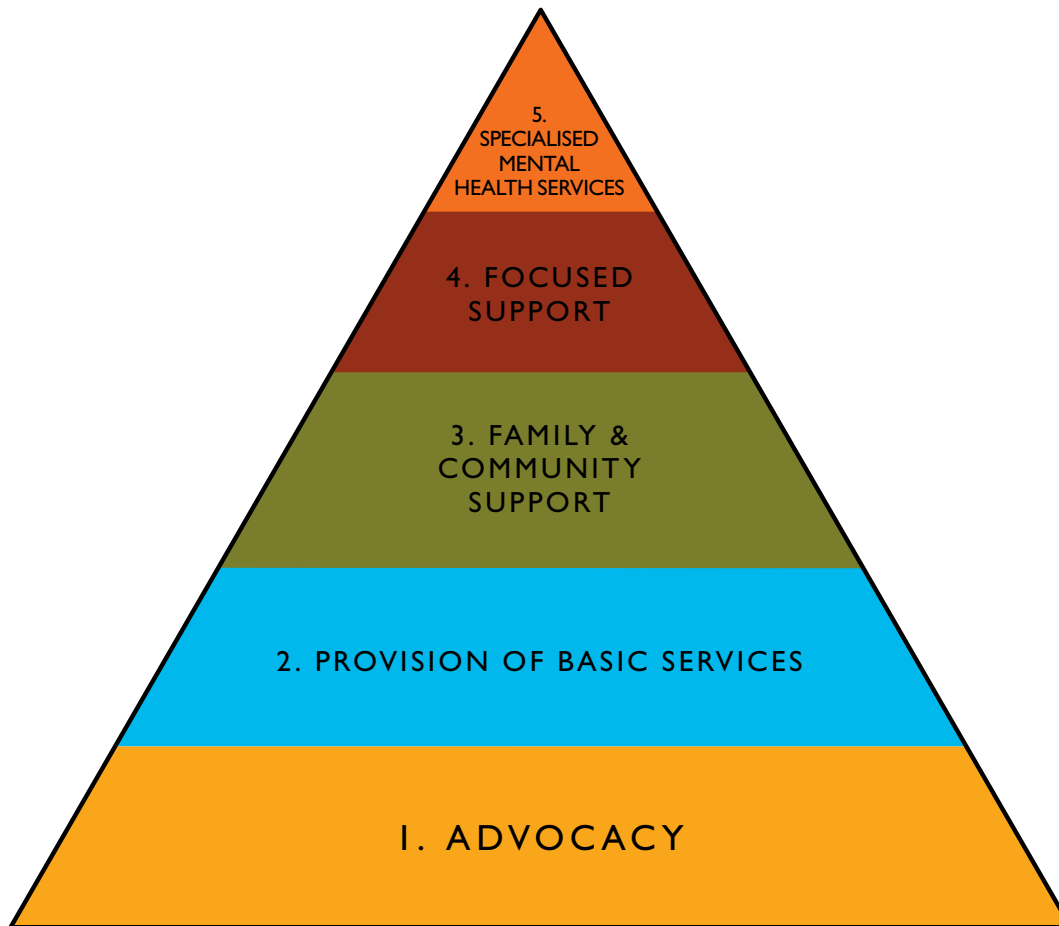 5.
SPECIALISED
MENTAL
HEALTH SERVICES
4. FOCUSED
SUPPORT
3. FAMILY &
COMMUNITY
SUPPORT
2. PROVISION OF BASIC SERVICES
1. ADVOCACY